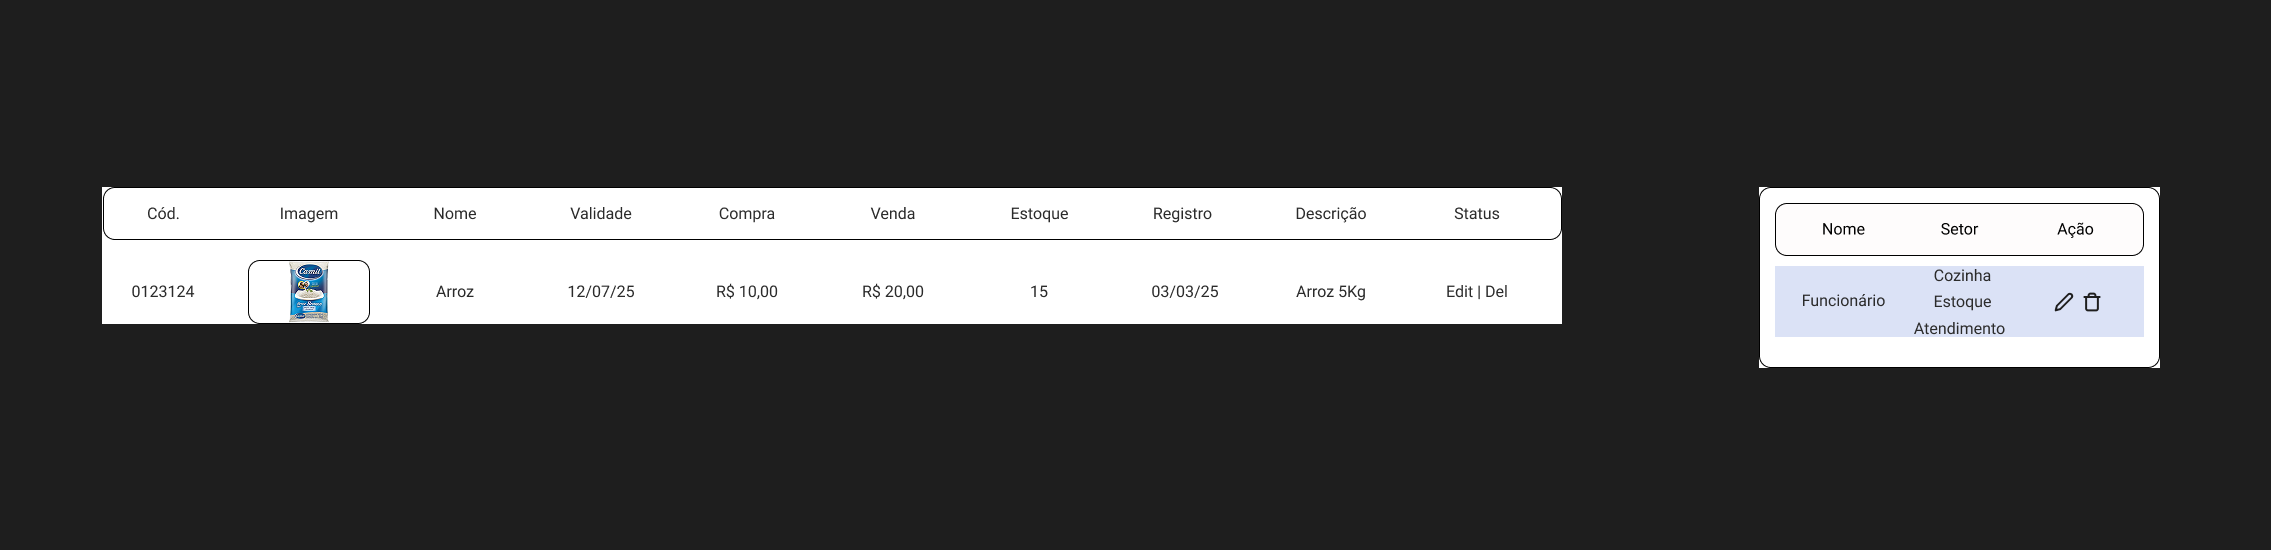 Cód. Imagem Nome Validade Compra Venda Estoque Registro Descrição Status
Camil
0123124 Arroz 12/07/25 R$ 10,00 R$ 20,00 15 03/03/25 Arroz 5Kg Edit | Del
Nome Setor Ação
Cozinha
Funcionário Estoque
Atendimento